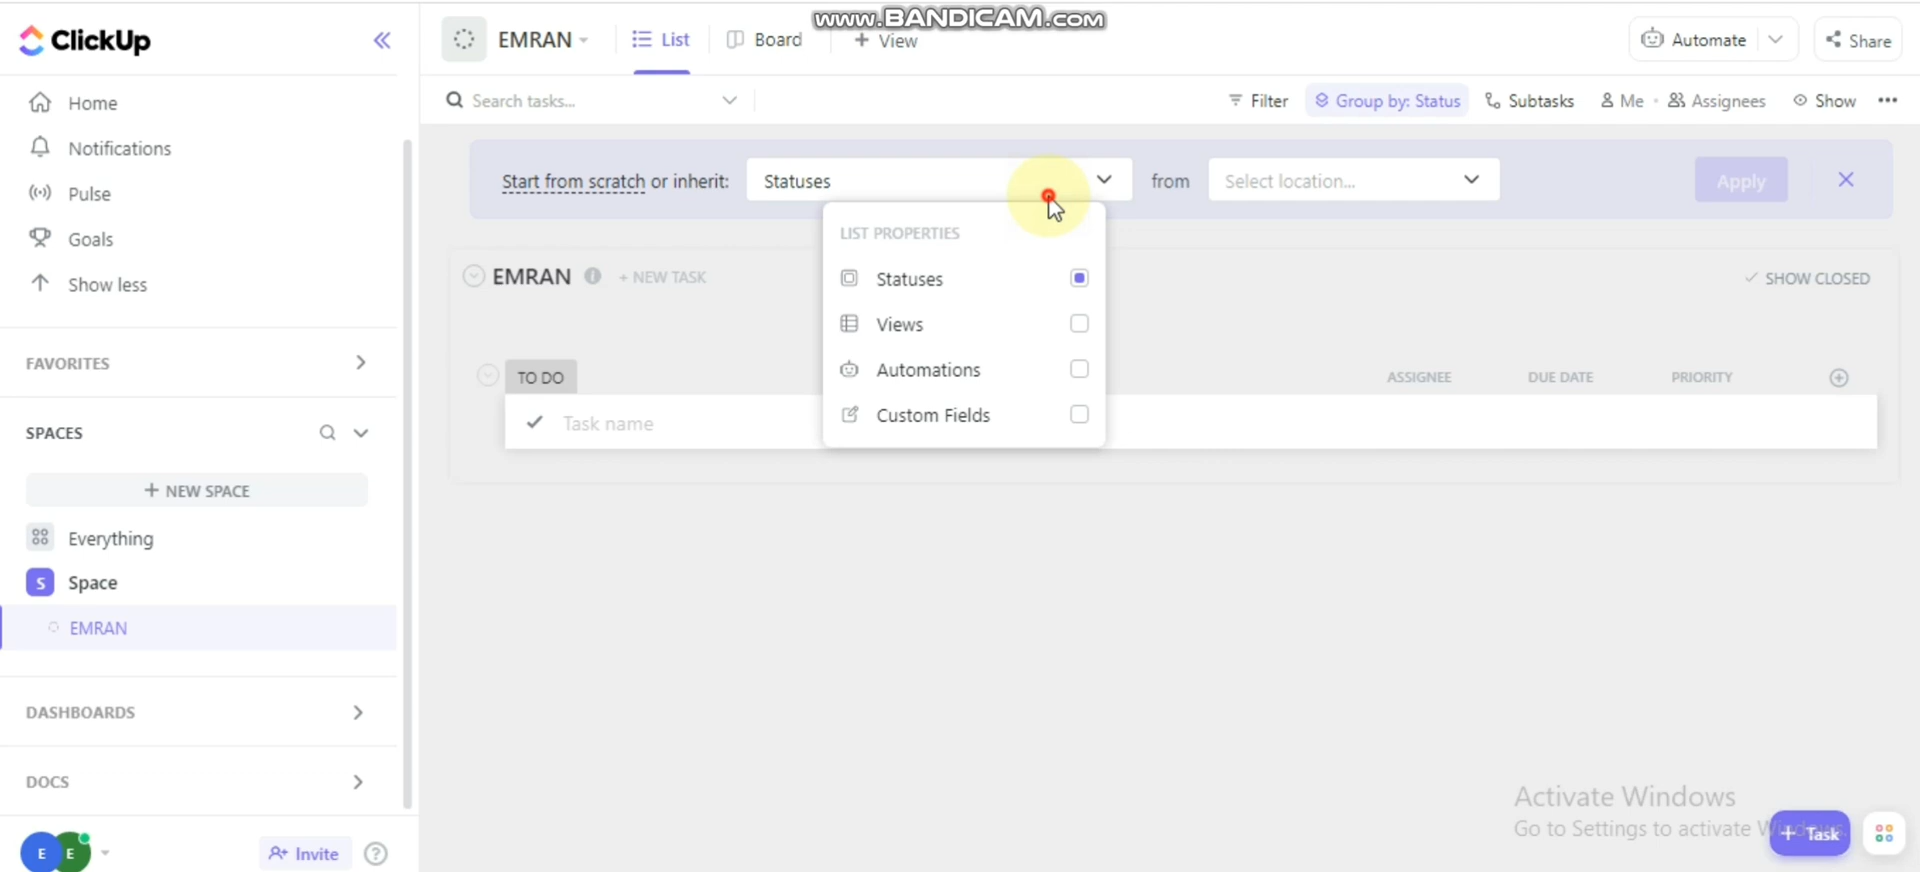 www.BANDICAM.com
ClickUp
EMRAN
List
Board
+ View
Automate
Share
Home
Notifications
Pulse
Goals
Show less
FAVORITES
SPACES
+ NEW SPACE
Everything
S Space
EMRAN
DASHBOARDS
DOCS
E E
Invite
?
Search tasks...
Filter
Group by: Status
Subtasks
Me
Assignees
Show
Start from scratch or inherit:
Statuses
from
Select location...
Apply
LIST PROPERTIES
Statuses
Views
Automations
Custom Fields
EMRAN
+ NEW TASK
SHOW CLOSED
TO DO
ASSIGNEE
DUE DATE
PRIORITY
Task name
Activate Windows
Go to Settings to activate Windows.
+ Task